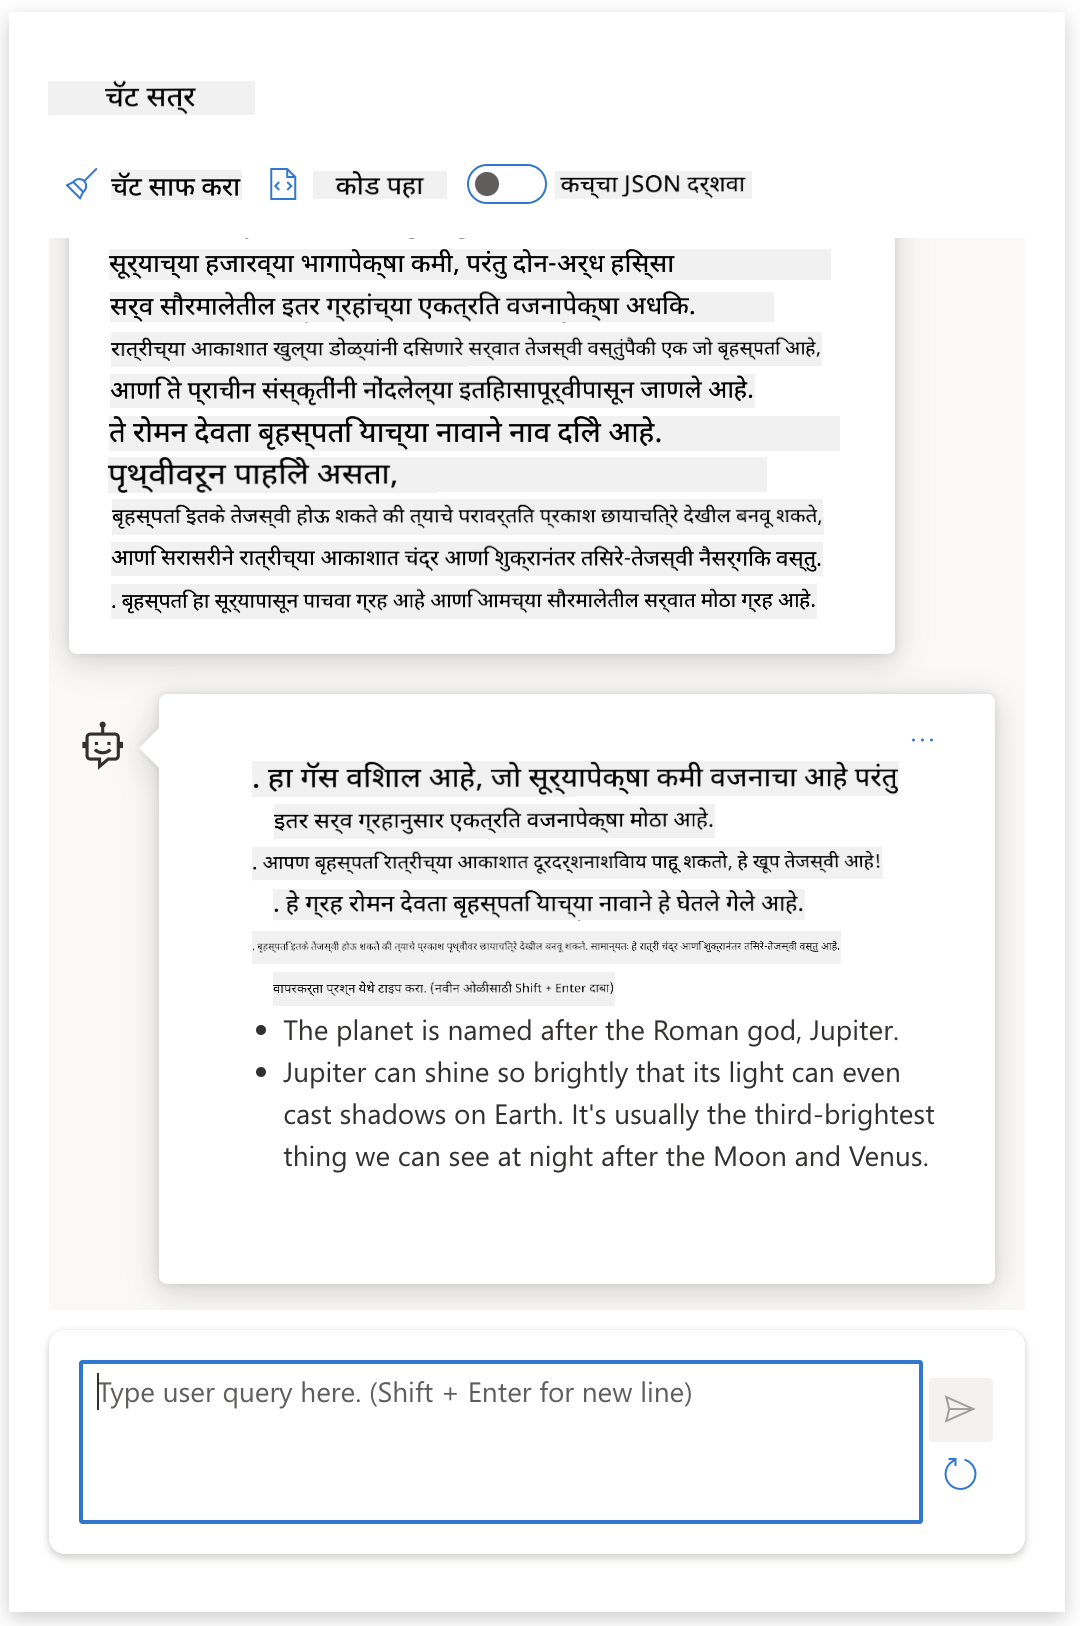 चॅट सत्र
चॅट साफ करा कोड पहा कच्चा JSON दर्शवा
सूर्याच्या हजारव्या भागापेक्षा कमी, परंतु दोन-अर्ध हिस्सा
सर्व सौरमालेतील इतर ग्रहांच्या एकत्रित वजनापेक्षा अधिक.
रात्रीच्या आकाशात खुल्या डोळ्यांनी दिसणारे सर्वात तेजस्वी वस्तुंपैकी एक जो बृहस्पति आहे,
आणि ते प्राचीन संस्कृतींनी नोंदलेल्या इतिहासापूर्वीपासून जाणले आहे.
ते रोमन देवता बृहस्पति याच्या नावाने नाव दिले आहे.
पृथ्वीवरून पाहिले असता,
बृहस्पति इतके तेजस्वी होऊ शकते की त्याचे परावर्तित प्रकाश छायाचित्रे देखील बनवू शकते,
आणि सरासरीने रात्रीच्या आकाशात चंद्र आणि शुक्रानंतर तिसरे-तेजस्वी नैसर्गिक वस्तु.
. बृहस्पति हा सूर्यापासून पाचवा ग्रह आहे आणि आमच्या सौरमालेतील सर्वात मोठा ग्रह आहे.
. हा गॅस विशाल आहे, जो सूर्यापेक्षा कमी वजनाचा आहे परंतु
इतर सर्व ग्रहानुसार एकत्रित वजनापेक्षा मोठा आहे.
. आपण बृहस्पति रात्रीच्या आकाशात दूरदर्शनाशिवाय पाहू शकतो, हे खूप तेजस्वी आहे!
. हे ग्रह रोमन देवता बृहस्पति याच्या नावाने हे घेतले गेले आहे.
. बृहस्पति इतके तेजस्वी होऊ शकते की त्याचे प्रकाश पृथ्वीवर छायाचित्रे देखील बनवू शकते. सामान्यतः हे रात्री चंद्र आणि शुक्रानंतर तिसरे-तेजस्वी वस्तु आहे.
वापरकर्ता प्रश्न येथे टाइप करा. (नवीन ओळीसाठी Shift + Enter दाबा)
• The planet is named after the Roman god, Jupiter.
• Jupiter can shine so brightly that its light can even
cast shadows on Earth. It's usually the third-brightest
thing we can see at night after the Moon and Venus.
Type user query here. (Shift + Enter for new line)